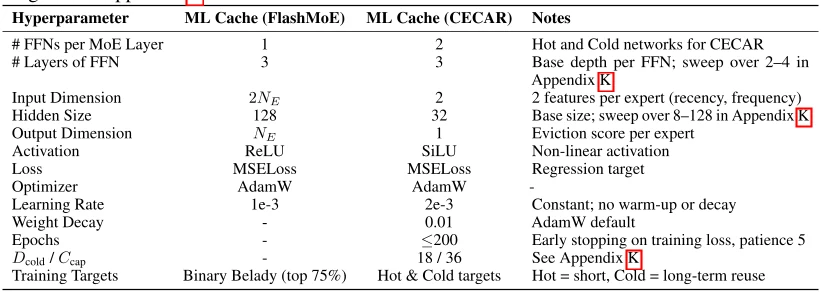 Hyperparameter ML Cache (FlashMoE) ML Cache (CECAR) Notes
# FFNs per MoE Layer 1 2 Hot and Cold networks for CECAR
# Layers of FFN 3 3 Base depth per FFN; sweep over 2–4 in
Appendix K
Input Dimension 2N_E 2 2 features per expert (recency, frequency)
Hidden Size 128 32 Base size; sweep over 8–128 in Appendix K
Output Dimension N_E 1 Eviction score per expert
Activation ReLU SiLU Non-linear activation
Loss MSELoss MSELoss Regression target
Optimizer AdamW AdamW -
Learning Rate 1e-3 2e-3 Constant; no warm-up or decay
Weight Decay - 0.01 AdamW default
Epochs - ≤200 Early stopping on training loss, patience 5
D_cold / C_cap - 18 / 36 See Appendix K
Training Targets Binary Belady (top 75%) Hot & Cold targets Hot = short, Cold = long-term reuse